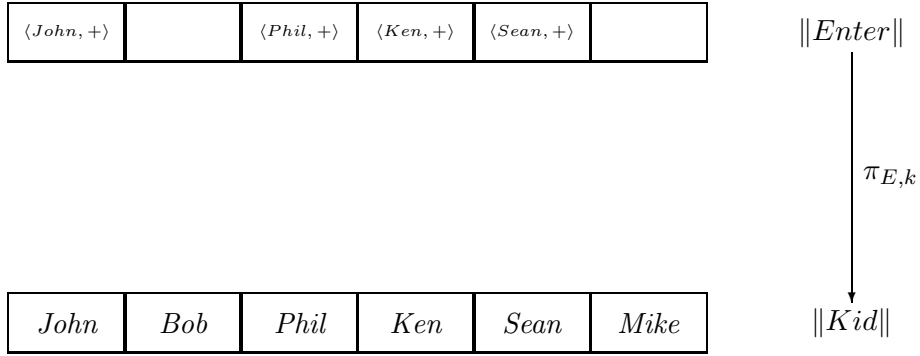 ⟨John, +⟩ ⟨Phil, +⟩ ⟨Ken, +⟩ ⟨Sean, +⟩ ‖Enter‖
π_{E,k}
John Bob Phil Ken Sean Mike ‖Kid‖